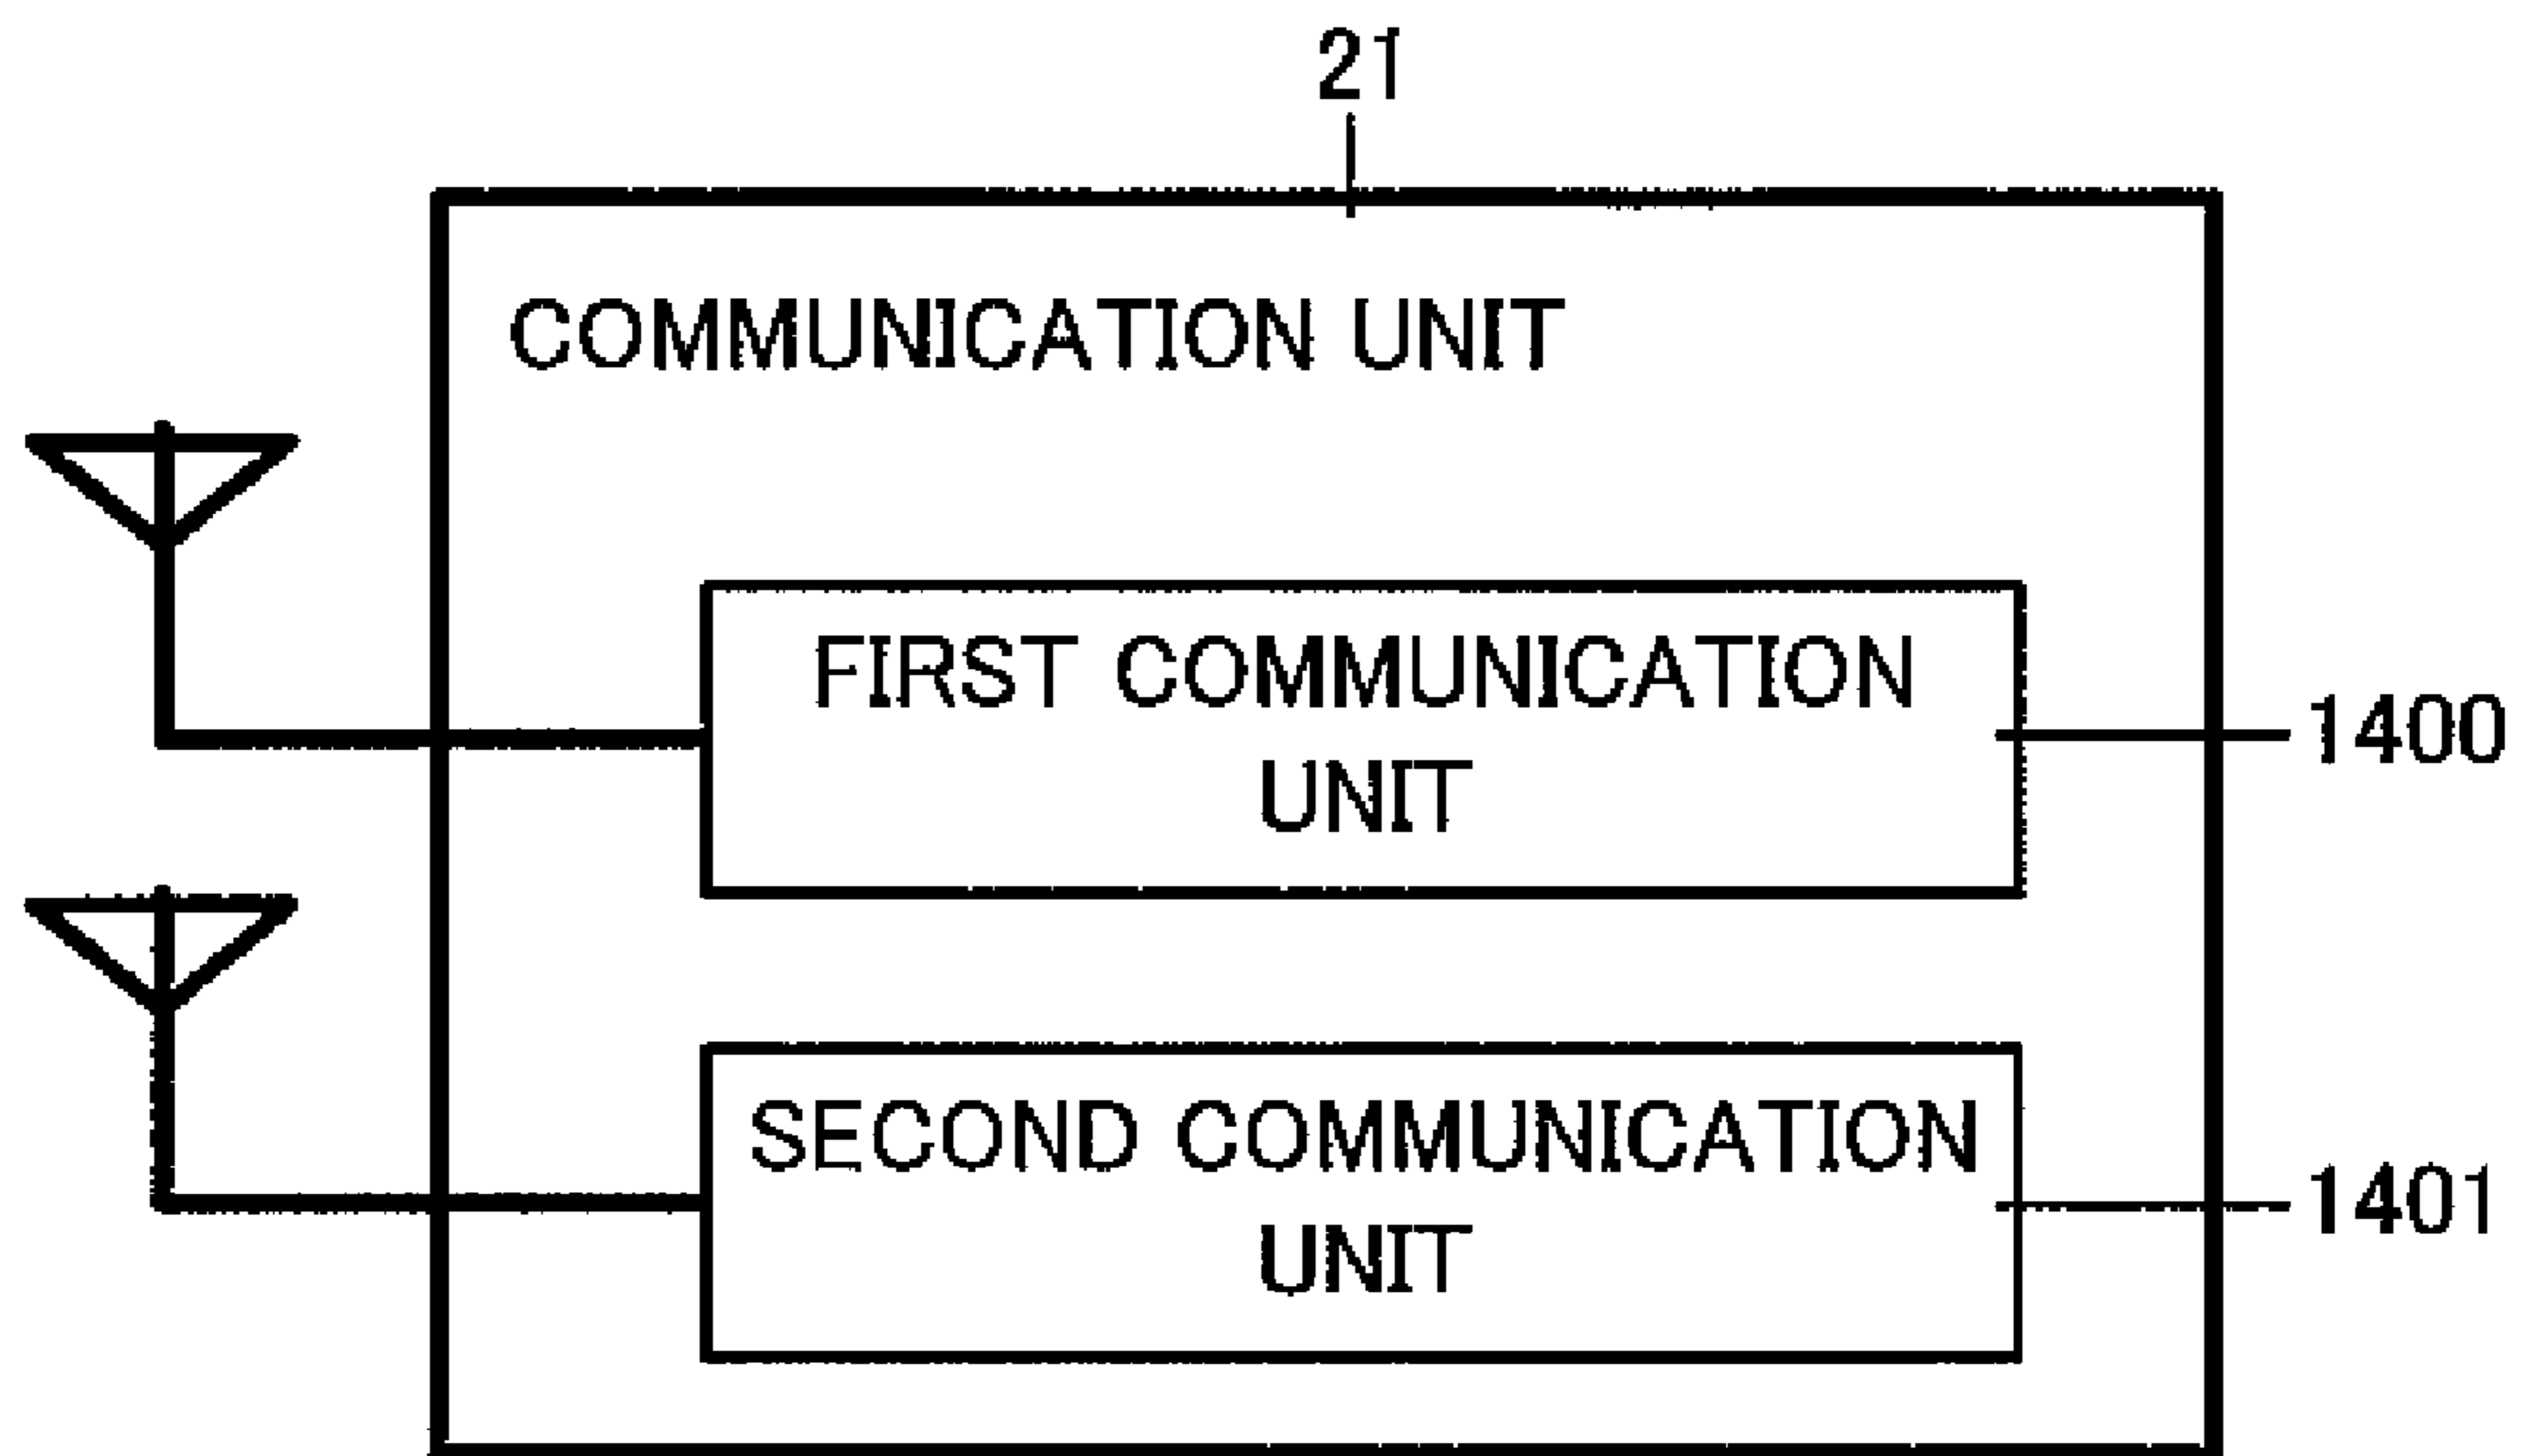 21
COMMUNICATION UNIT
FIRST COMMUNICATION
UNIT
1400
SECOND COMMUNICATION
UNIT
1401